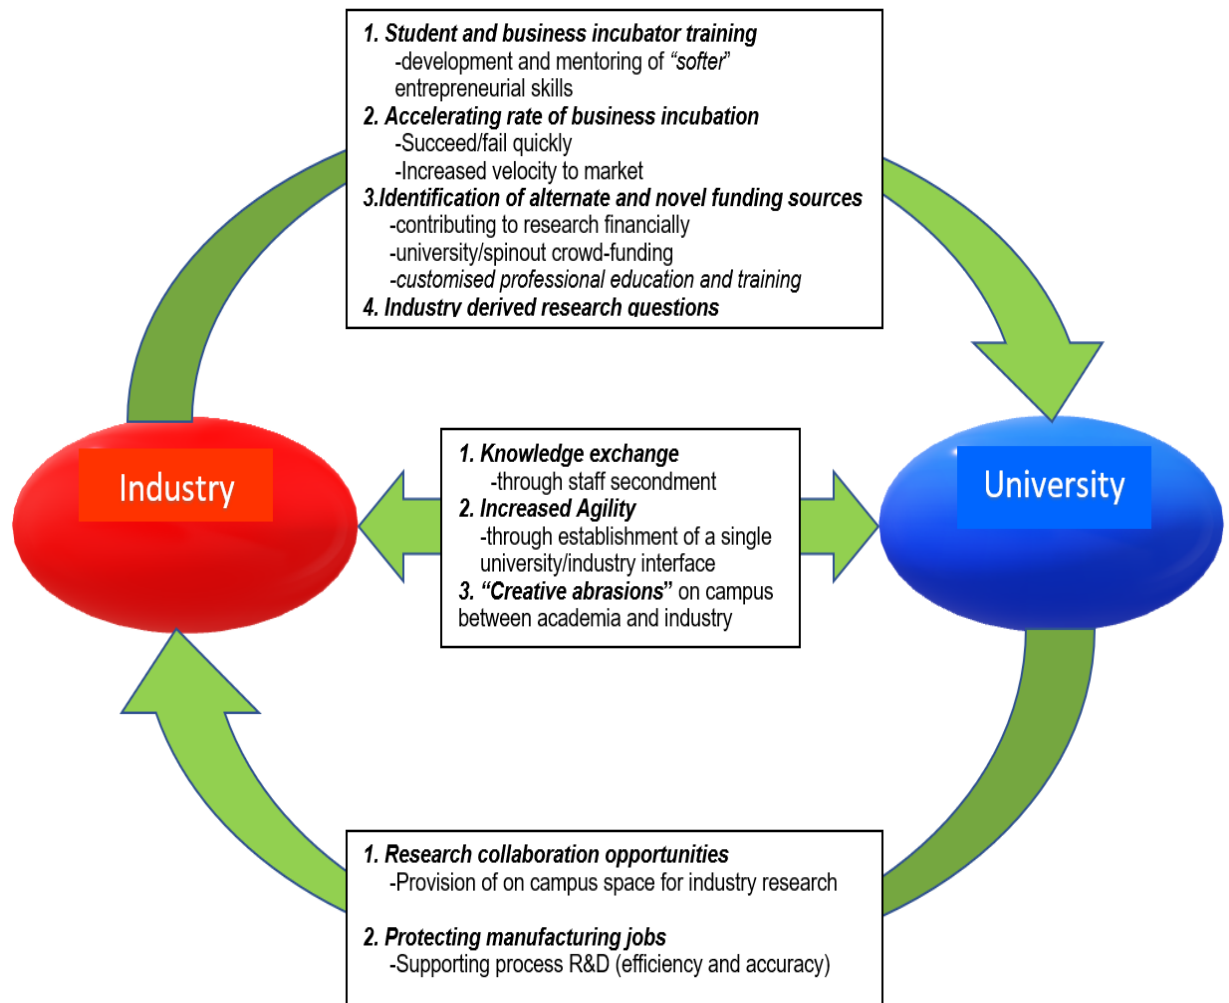 1. Student and business incubator training
-development and mentoring of “softer”
entrepreneurial skills
2. Accelerating rate of business incubation
-Succeed/fail quickly
-Increased velocity to market
3.Identification of alternate and novel funding sources
-contributing to research financially
-university/spinout crowd-funding
-customised professional education and training
4. Industry derived research questions
Industry
1. Knowledge exchange
-through staff secondment
2. Increased Agility
-through establishment of a single
university/industry interface
3. “Creative abrasions” on campus
between academia and industry
University
1. Research collaboration opportunities
-Provision of on campus space for industry research
2. Protecting manufacturing jobs
-Supporting process R&D (efficiency and accuracy)